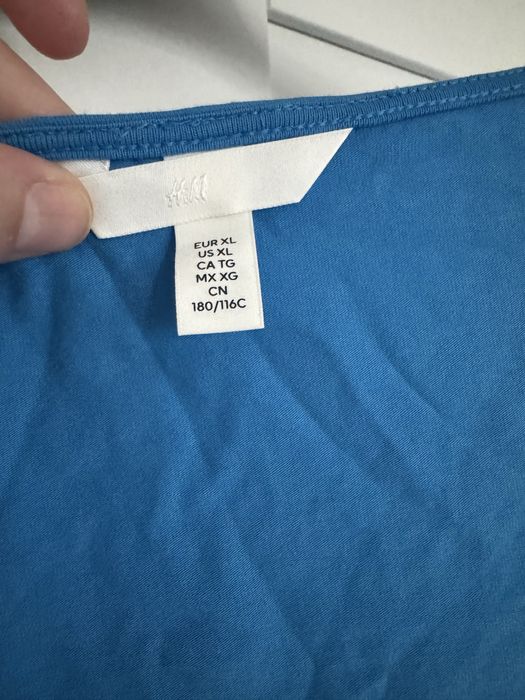 H&M
EUR XL
US XL
CA TG
MX XG
CN
180/116C